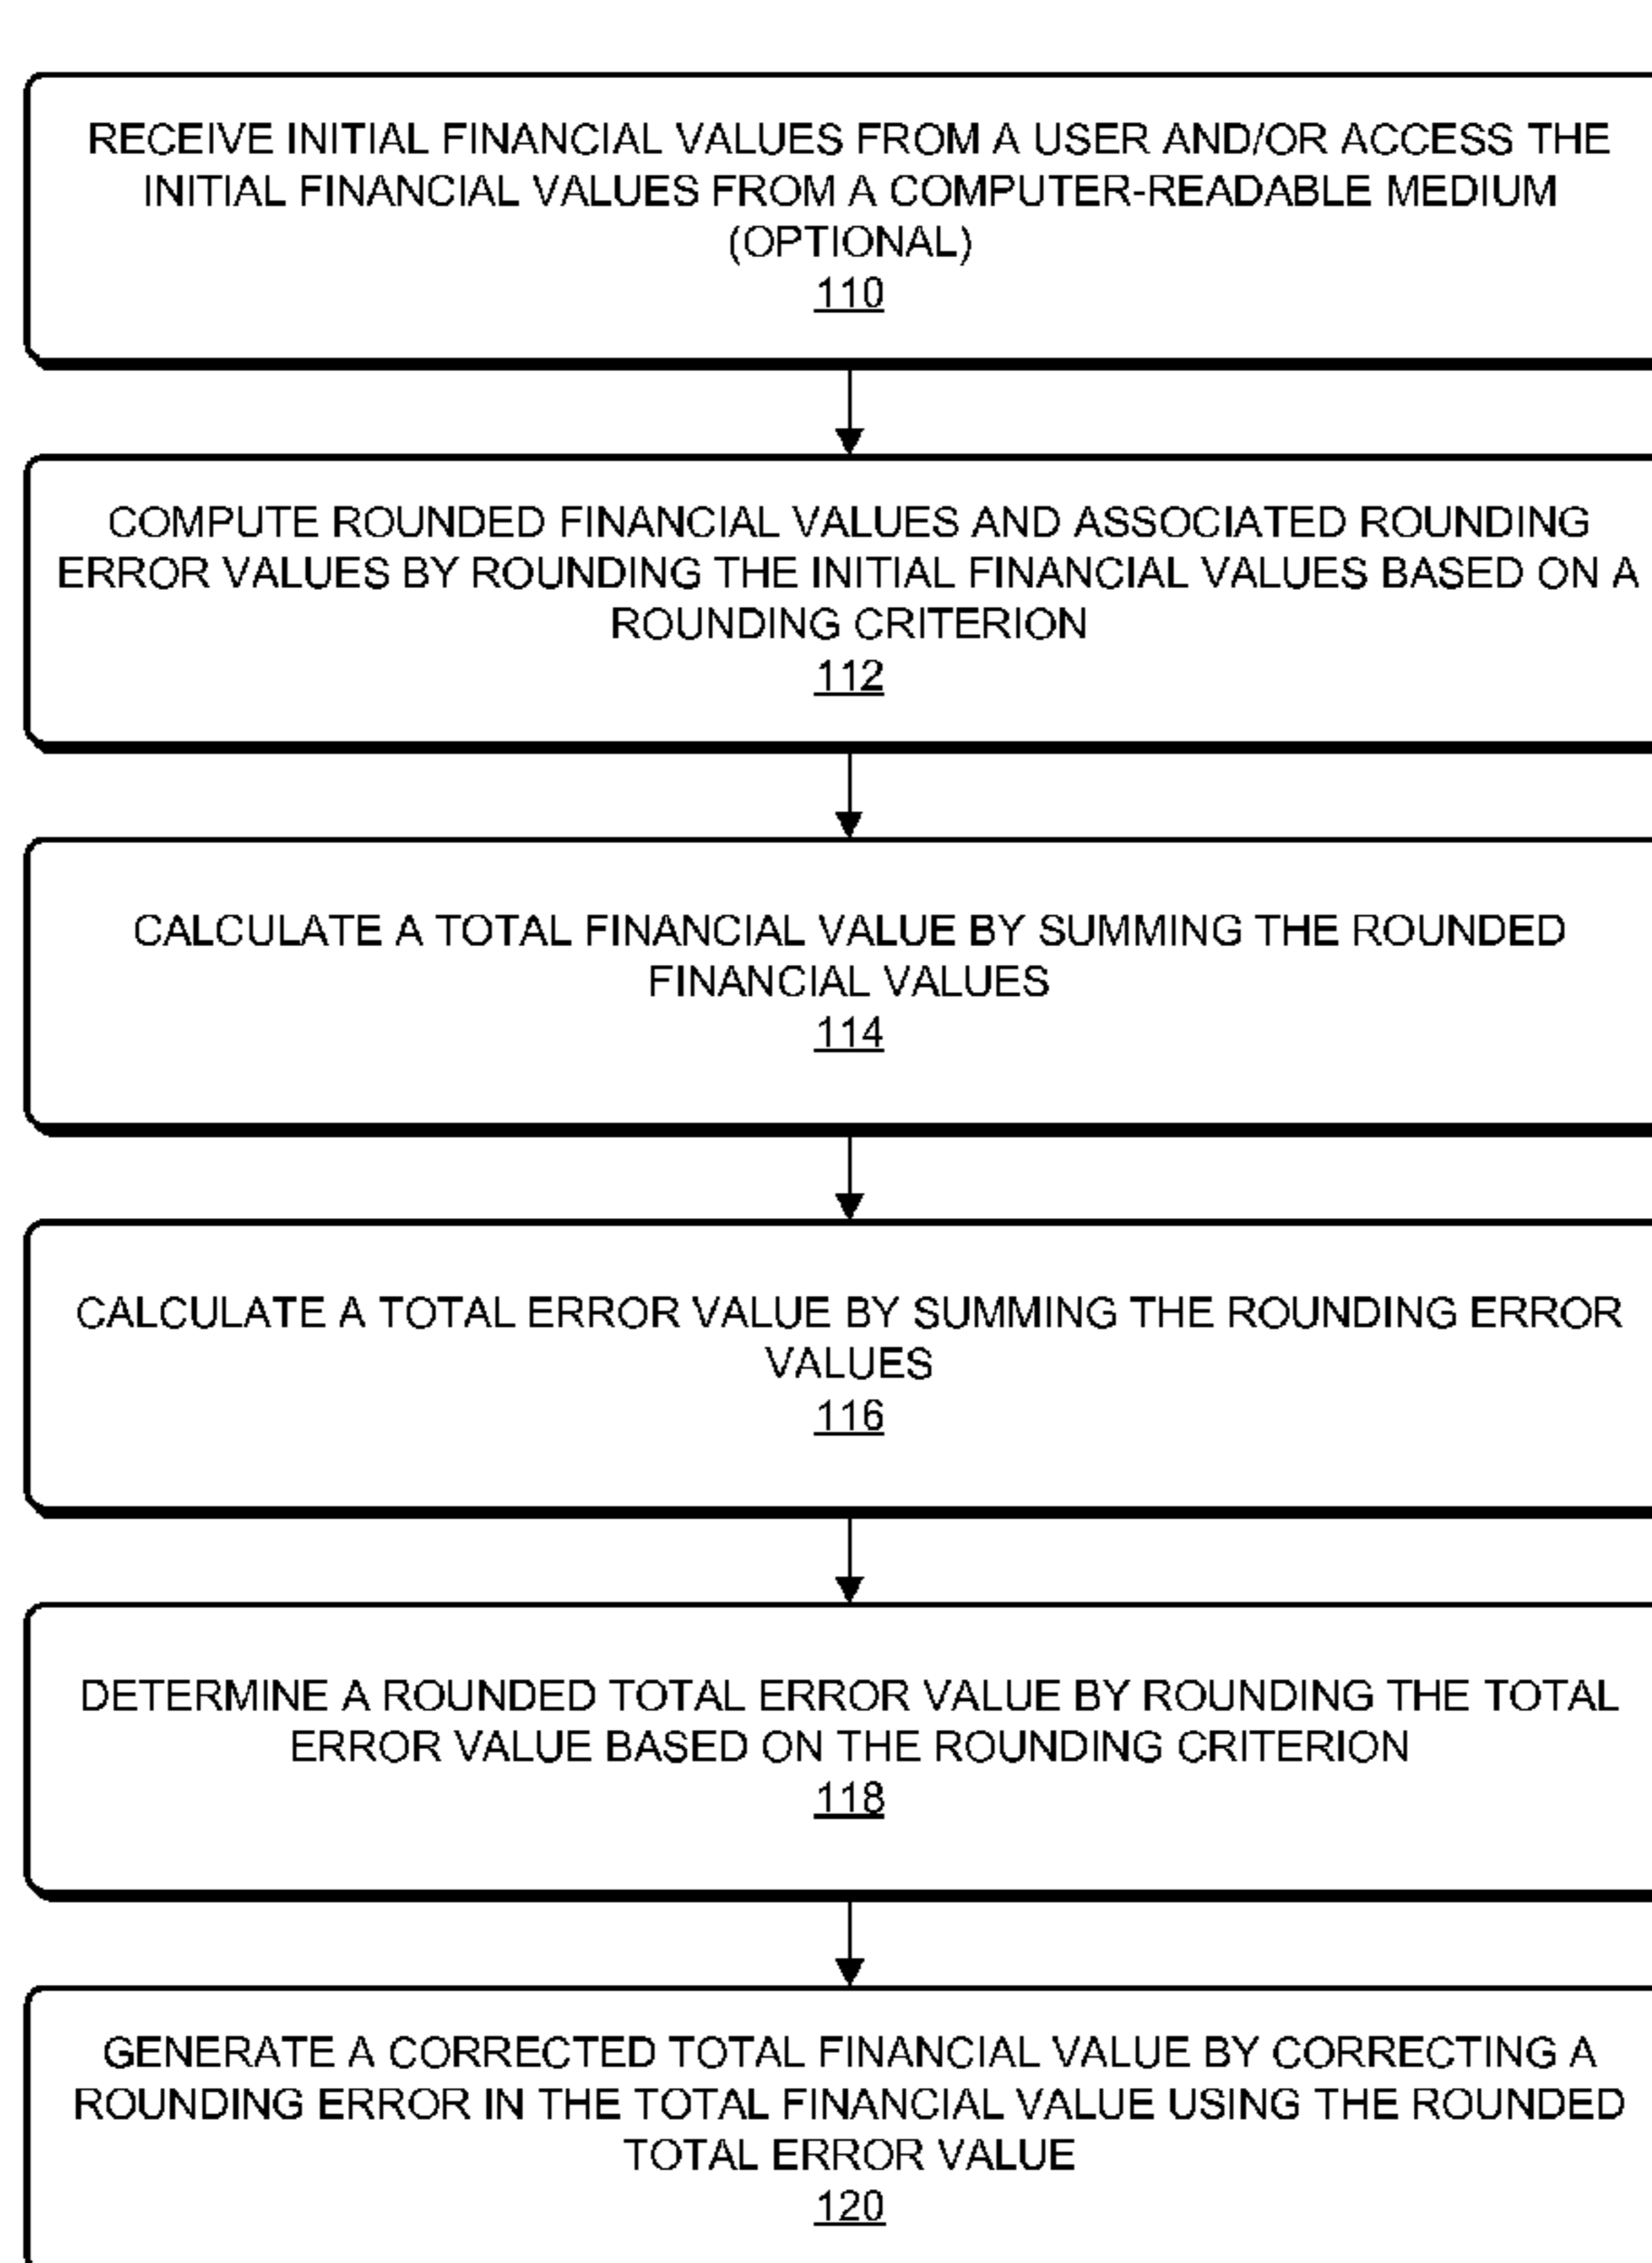 RECEIVE INITIAL FINANCIAL VALUES FROM A USER AND/OR ACCESS THE
INITIAL FINANCIAL VALUES FROM A COMPUTER-READABLE MEDIUM
(OPTIONAL)
110
COMPUTE ROUNDED FINANCIAL VALUES AND ASSOCIATED ROUNDING
ERROR VALUES BY ROUNDING THE INITIAL FINANCIAL VALUES BASED ON A
ROUNDING CRITERION
112
CALCULATE A TOTAL FINANCIAL VALUE BY SUMMING THE ROUNDED
FINANCIAL VALUES
114
CALCULATE A TOTAL ERROR VALUE BY SUMMING THE ROUNDING ERROR
VALUES
116
DETERMINE A ROUNDED TOTAL ERROR VALUE BY ROUNDING THE TOTAL
ERROR VALUE BASED ON THE ROUNDING CRITERION
118
GENERATE A CORRECTED TOTAL FINANCIAL VALUE BY CORRECTING A
ROUNDING ERROR IN THE TOTAL FINANCIAL VALUE USING THE ROUNDED
TOTAL ERROR VALUE
120